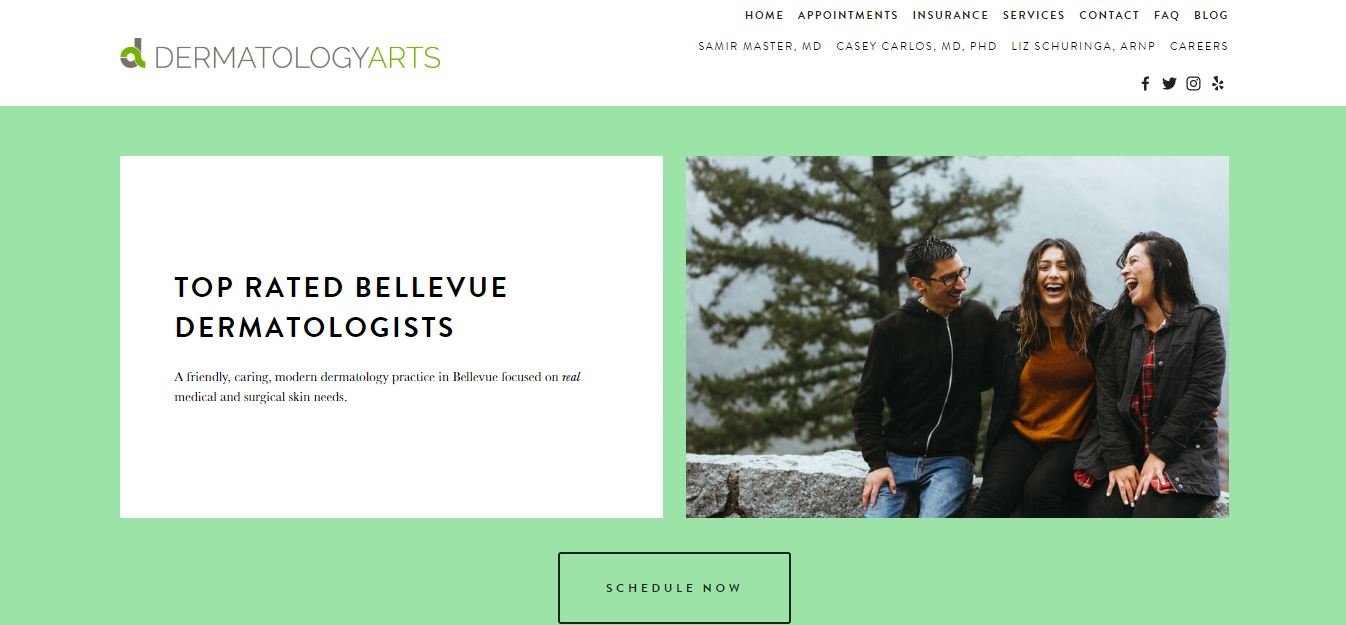 HOME APPOINTMENTS INSURANCE SERVICES CONTACT FAQ BLOG
SAMIR MASTER, MD CASEY CARLOS, MD, PHD LIZ SCHURINGA, ARNP CAREERS
DERMATOLOGYARTS
TOP RATED BELLEVUE
DERMATOLOGISTS
A friendly, caring, modern dermatology practice in Bellevue focused on real
medical and surgical skin needs.
SCHEDULE NOW